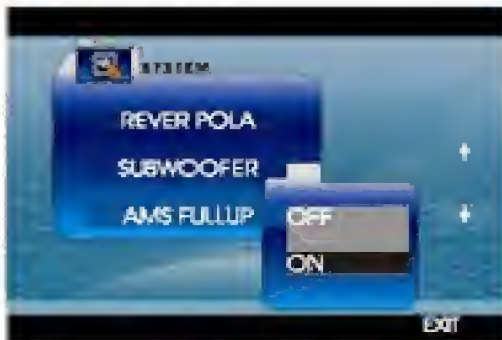 SYSTEM
REVER POLA
SUBWOOFER
AMS FULLUP
OFF
ON
EXIT